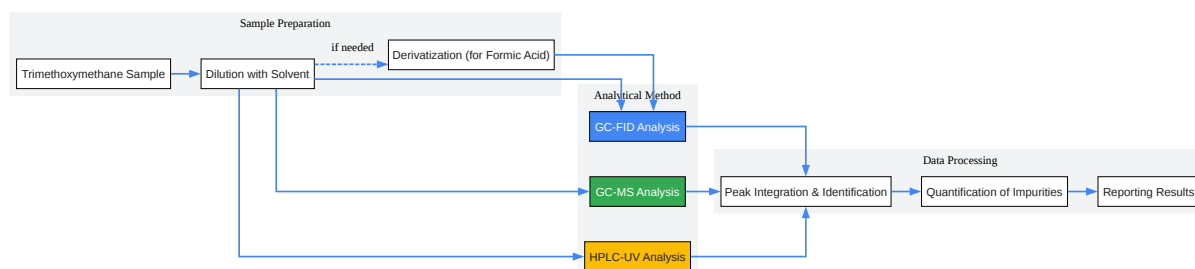 Sample Preparation
if needed
Derivatization (for Formic Acid)
Trimethoxymethane Sample
Dilution with Solvent
Analytical Method
GC-FID Analysis
GC-MS Analysis
HPLC-UV Analysis
Data Processing
Peak Integration & Identification
Quantification of Impurities
Reporting Results